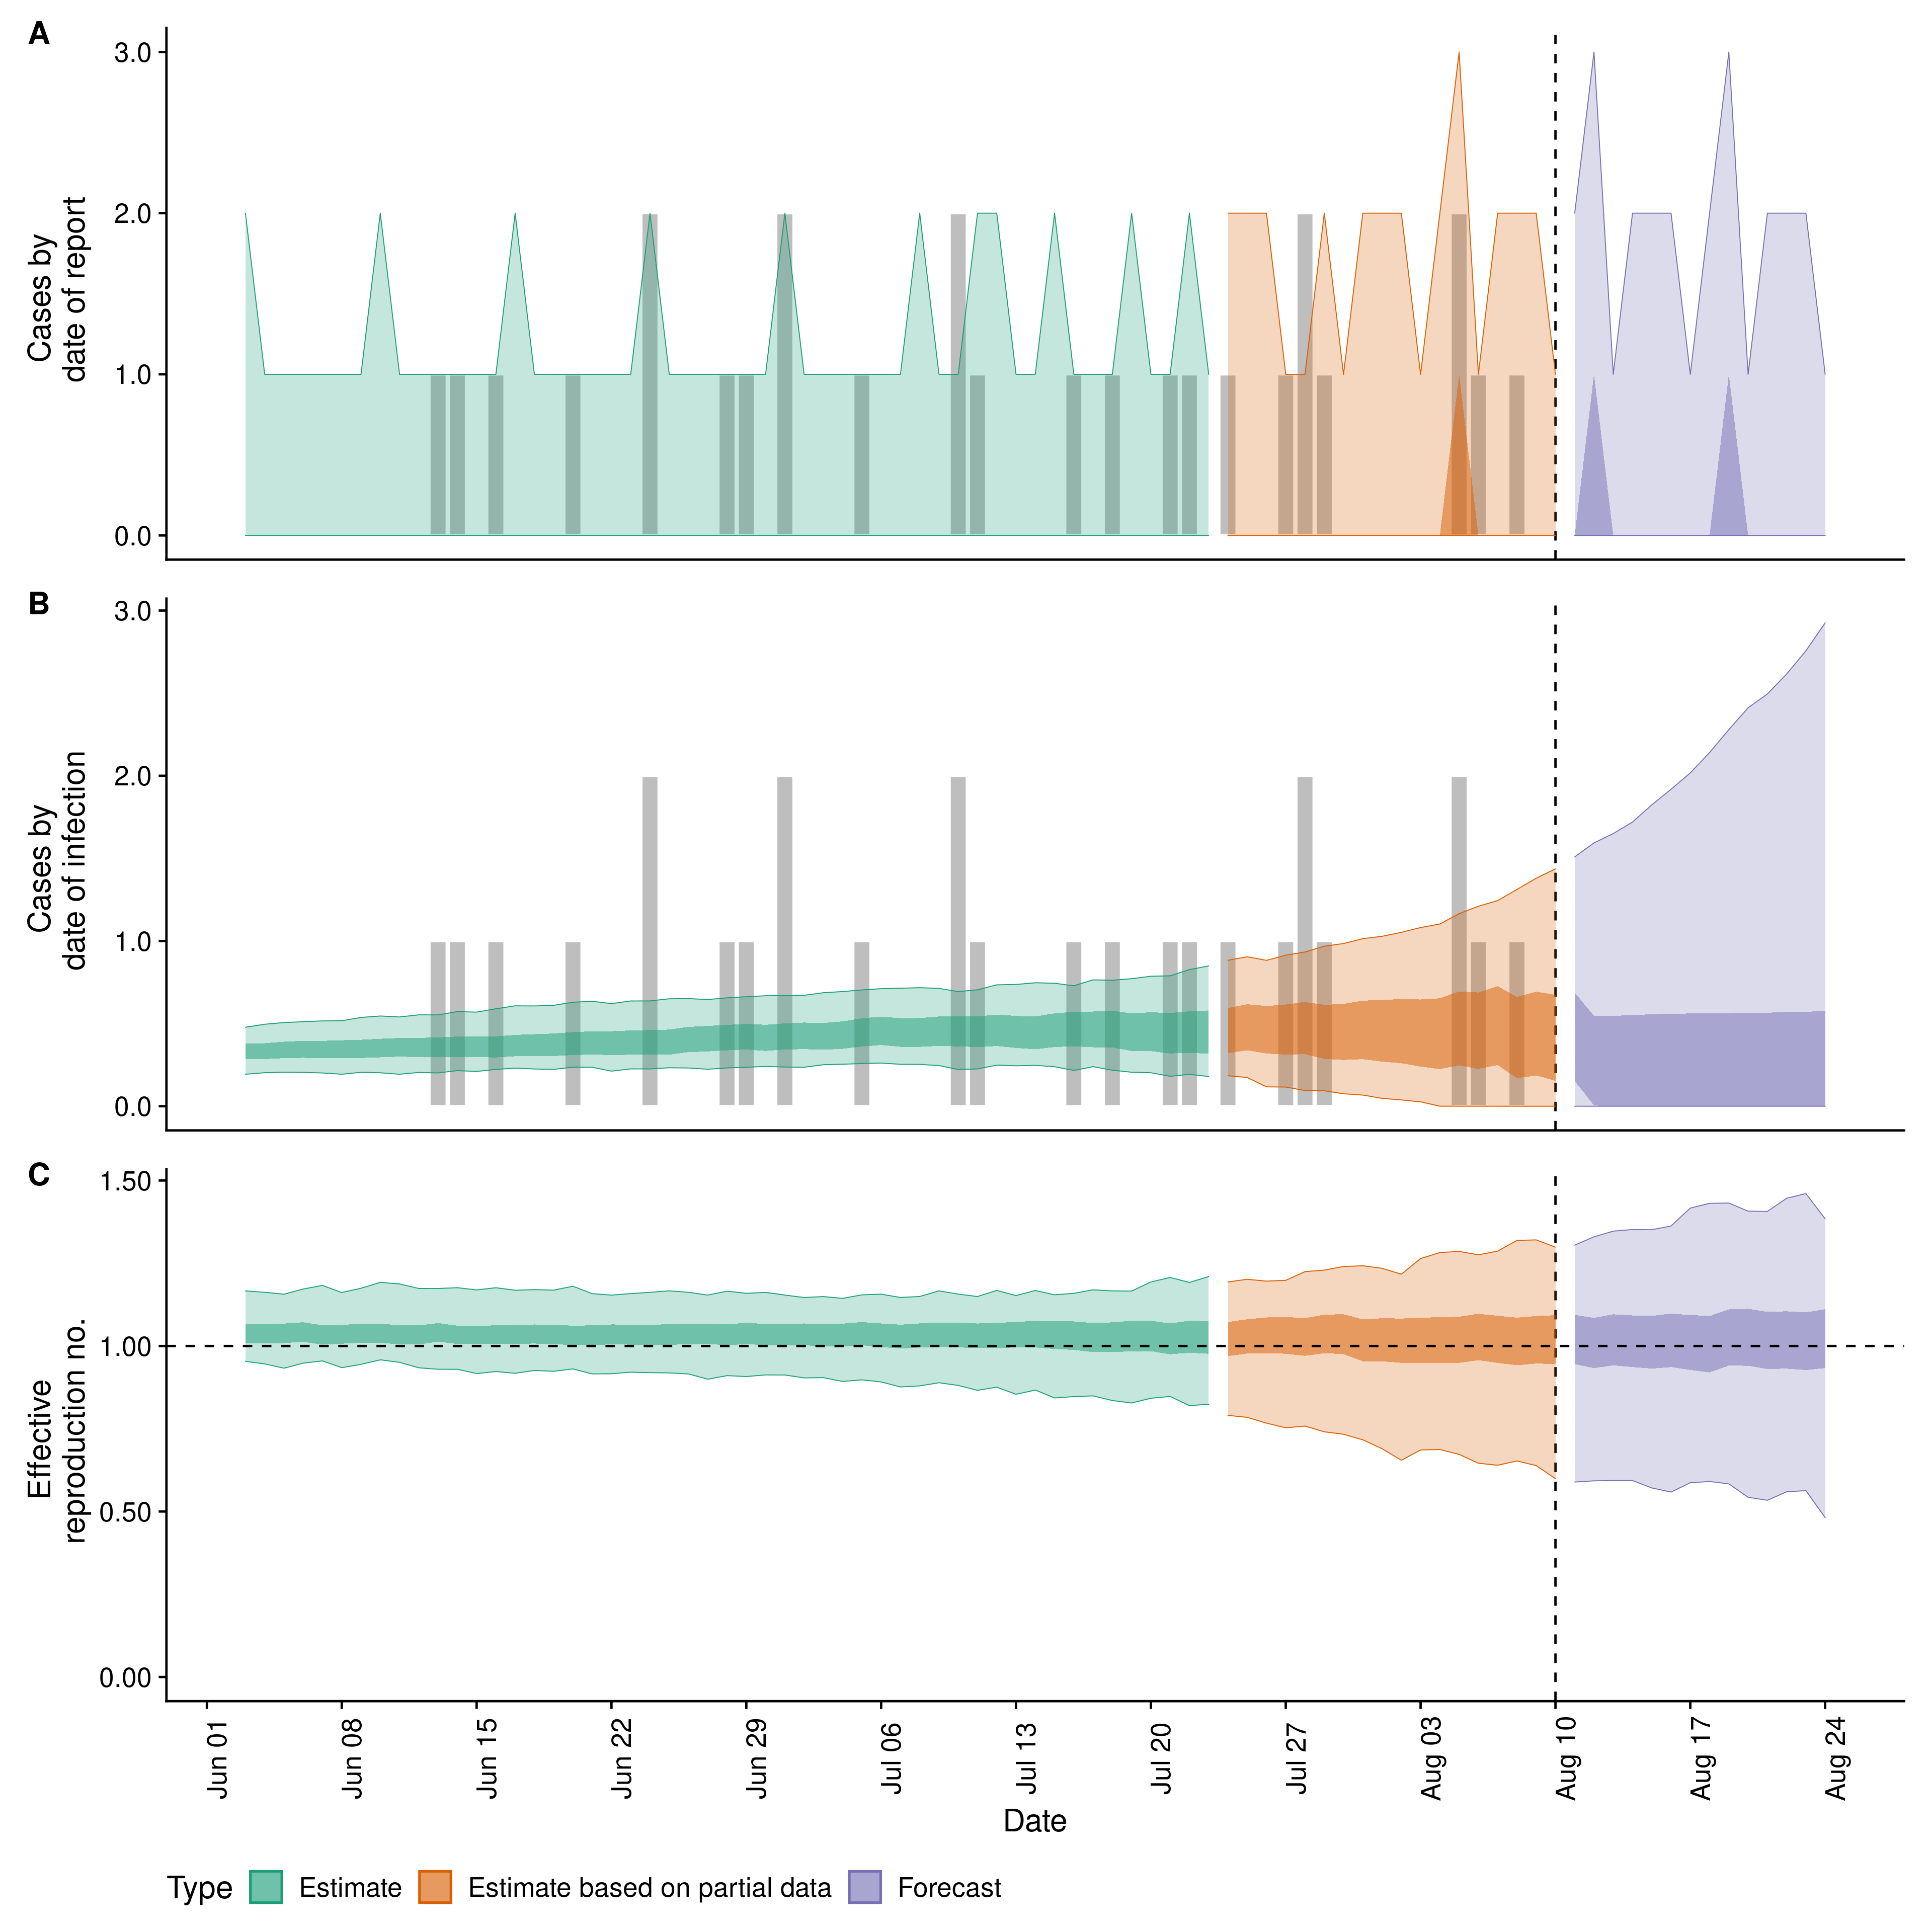 A
Cases by
date of report
3.0
2.0
1.0
0.0
B
Cases by
date of infection
3.0
2.0
1.0
0.0
C
Effective
reproduction no.
1.50
1.00
0.50
0.00
Jun 01
Jun 08
Jun 15
Jun 22
Jun 29
Jul 06
Jul 13
Jul 20
Jul 27
Aug 03
Aug 10
Aug 17
Aug 24
Date
Type Estimate Estimate based on partial data Forecast